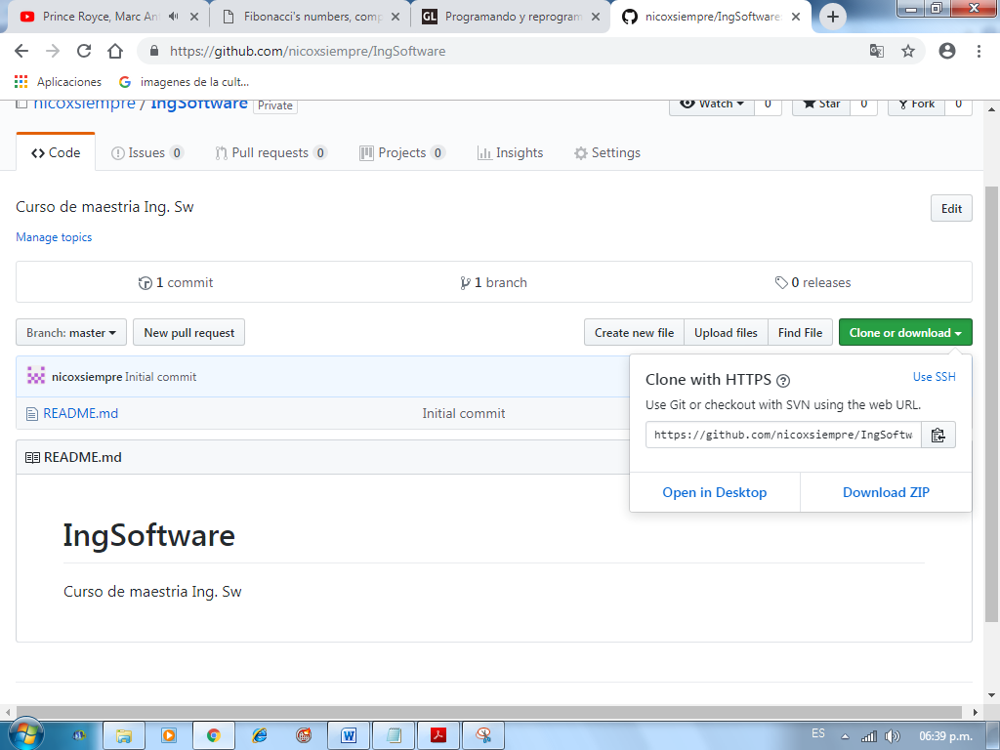 Prince Royce, Marc An
Fibonacci's numbers, comp
GL Programando y reprogram
nicoxsiempre/IngSoftware:
https://github.com/nicoxsiempre/IngSoftware
Aplicaciones
imagenes de la cult...
nicoxsiempre / IngSoftware Private
Watch 0 Star 0 Fork 0
Code Issues 0 Pull requests 0 Projects 0 Insights Settings
Curso de maestria Ing. Sw
Edit
Manage topics
1 commit 1 branch 0 releases
Branch: master New pull request Create new file Upload files Find File Clone or download
nicoxsiempre Initial commit
README.md Initial commit
Clone with HTTPS Use SSH
Use Git or checkout with SVN using the web URL.
https://github.com/nicoxsiempre/IngSoftw
Open in Desktop Download ZIP
README.md
IngSoftware
Curso de maestria Ing. Sw
ES 06:39 p.m.